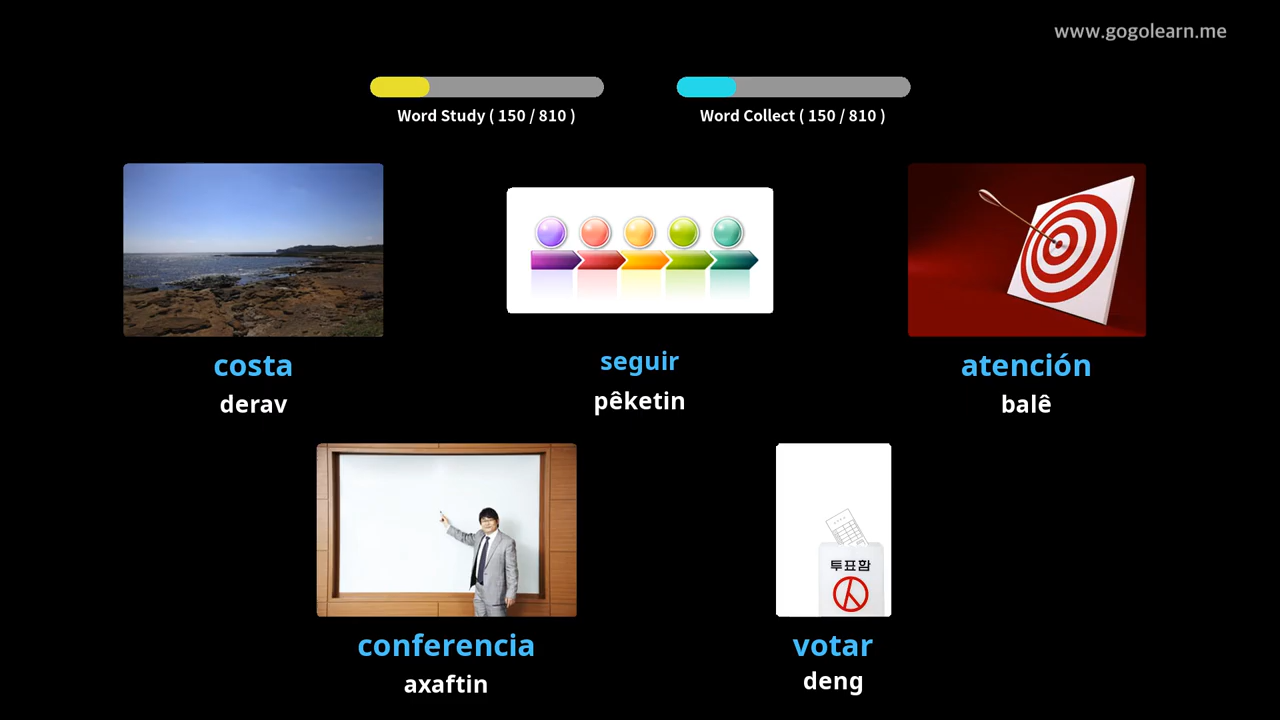 www.gogolearn.me
Word Study ( 150 / 810 )
Word Collect ( 150 / 810 )
costa
derav
seguir
pêketin
atención
balê
conferencia
axaftin
투표함
votar
deng